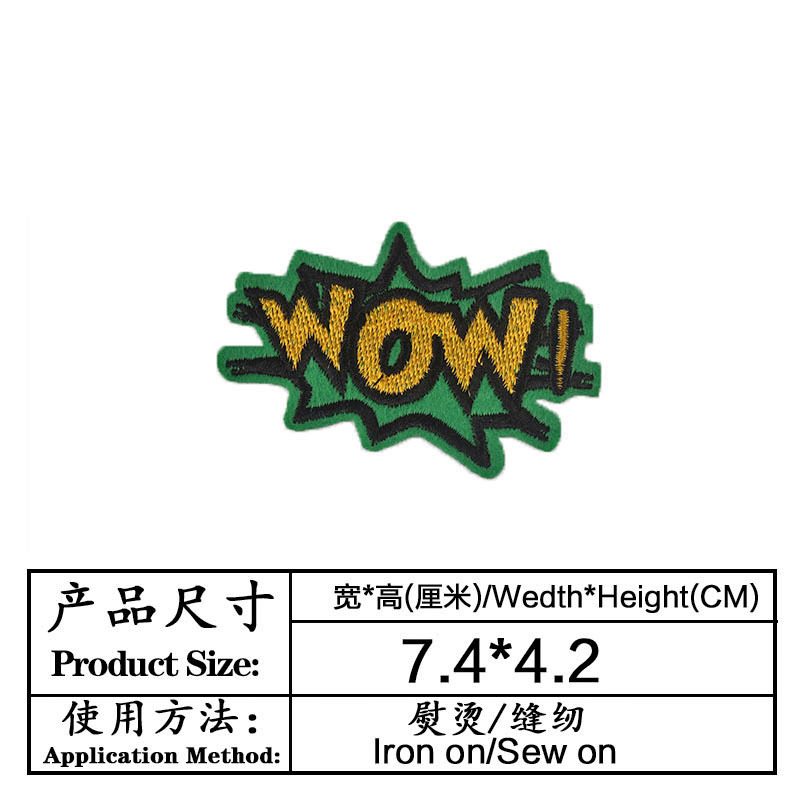 WOW!
产品尺寸
Product Size:
宽*高(厘米)/Wedth*Height(CM)
7.4*4.2
使用方法：
Application Method:
熨烫/缝纫
Iron on/Sew on